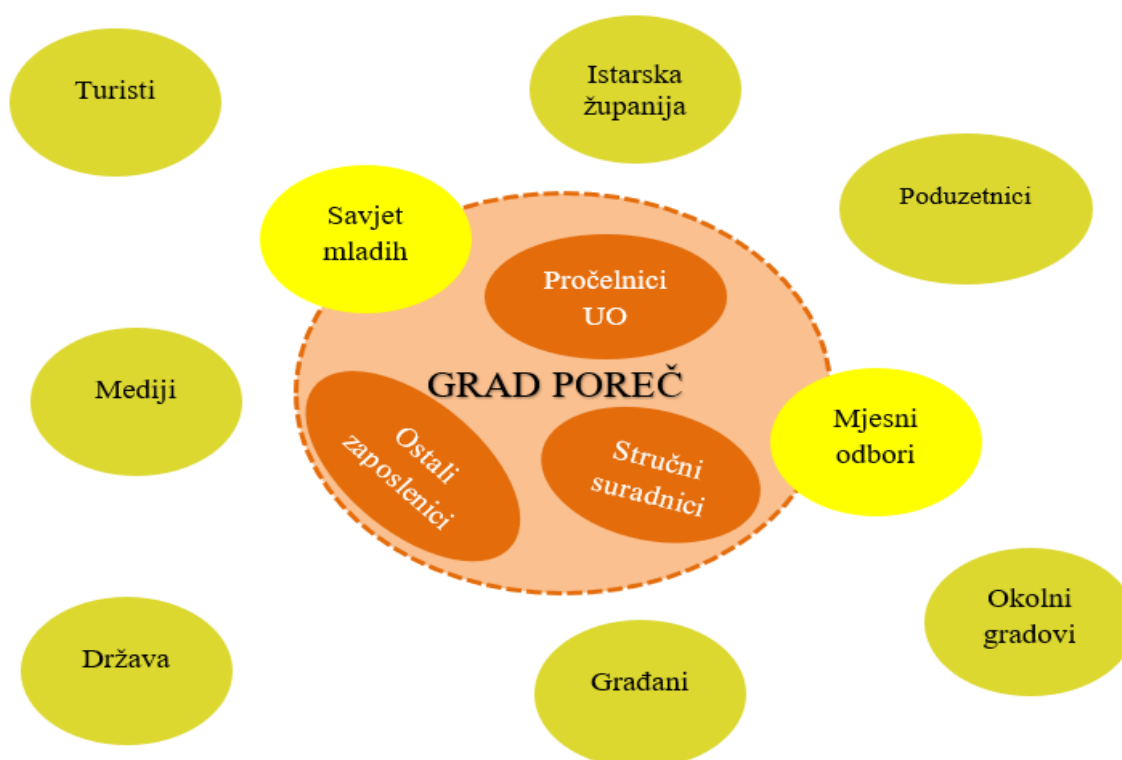 Turisti
Istarska
županija
Poduzetnici
Savjet
mladih
Pročelnici
UO
Mediji
GRAD POREČ
Ostali
zaposlenici
Stručni
suradnici
Mjesni
odbori
Okolni
gradovi
Država
Građani